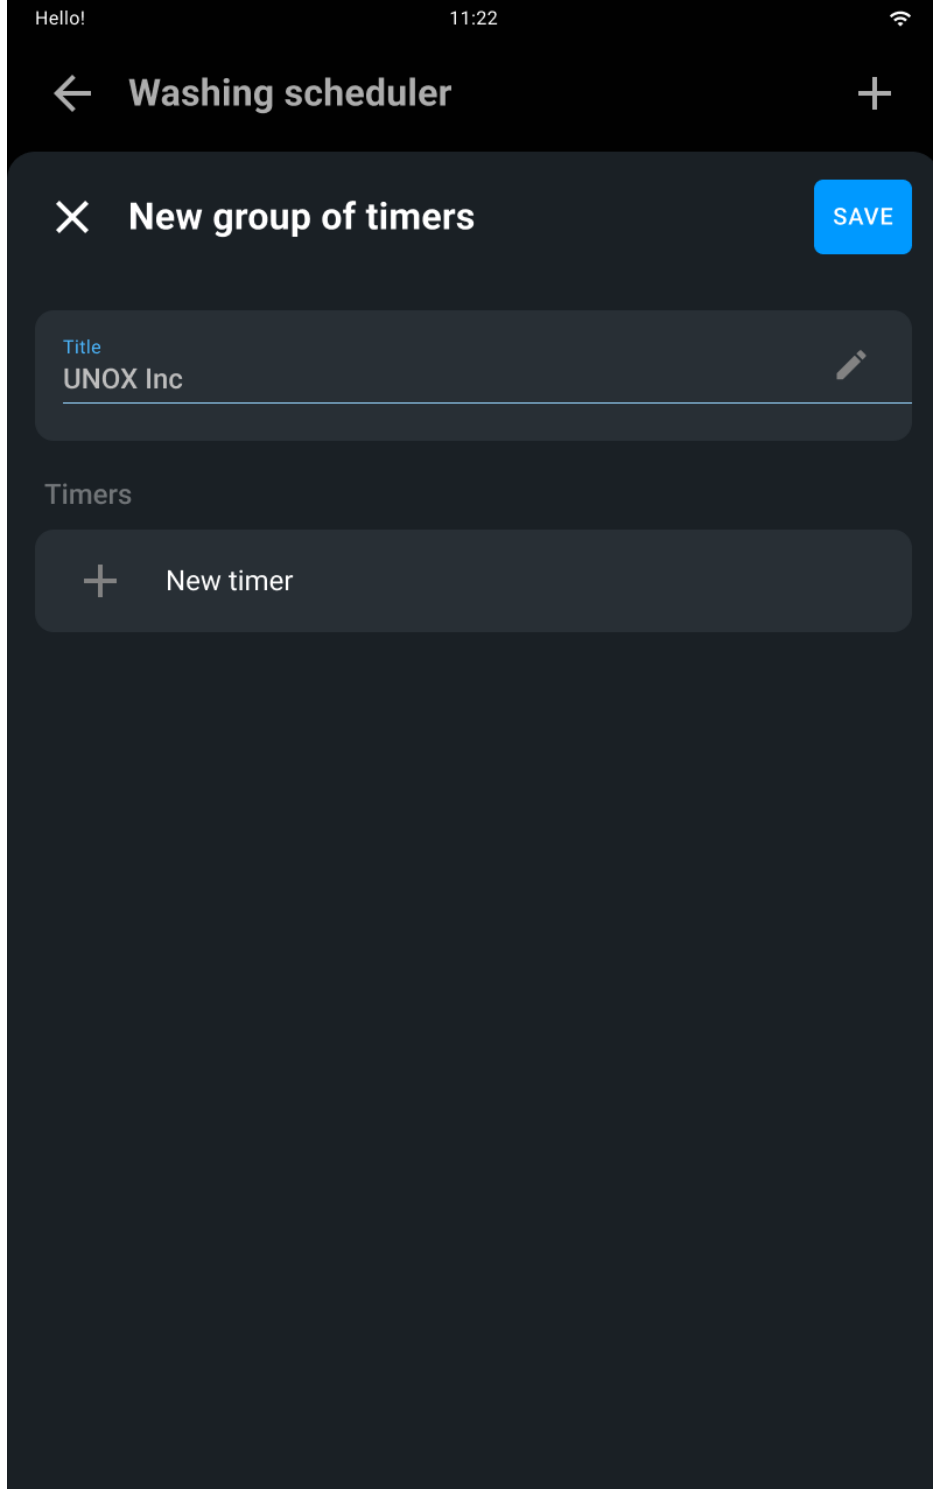 Hello!
11:22
Washing scheduler
New group of timers
SAVE
Title
UNOX Inc
Timers
New timer